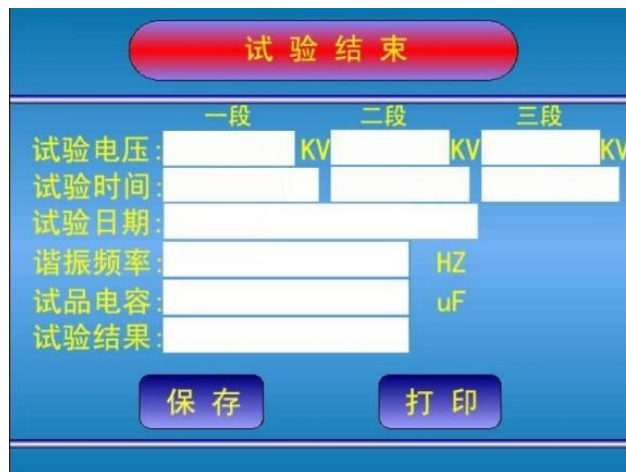 试验结束
一段 二段 三段
试验电压: KV KV KV
试验时间:
试验日期:
谐振频率: HZ
试品电容: uF
试验结果:
保存 打印